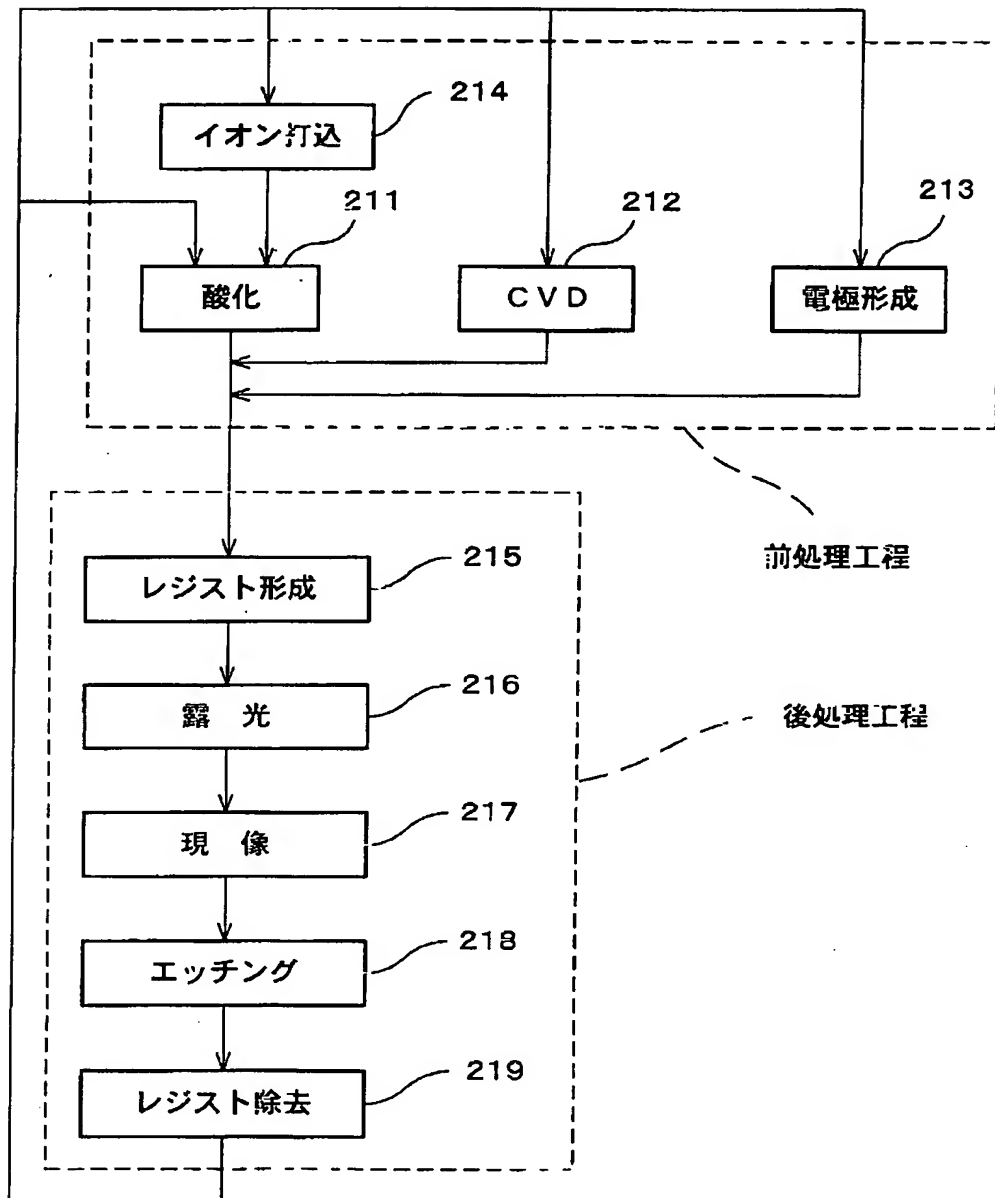 214
イオン打込
211
212
213
酸化
CVD
電極形成
前処理工程
215
レジスト形成
216
露 光
後処理工程
217
現 像
218
エッチング
219
レジスト除去